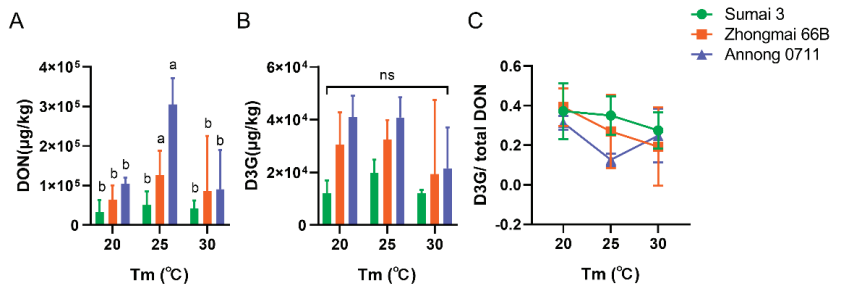 Sumai 3
Zhongmai 66B
Annong 0711
A
DON(μg/kg)
4×10⁵
3×10⁵
2×10⁵
1×10⁵
0
b b b
b a a
b b b
20 25 30
Tm (℃)
B
D3G(μg/kg)
6×10⁴
4×10⁴
2×10⁴
0
ns
20 25 30
Tm (℃)
C
D3G/ total DON
0.6
0.4
0.2
0.0
-0.2
20 25 30
Tm (℃)